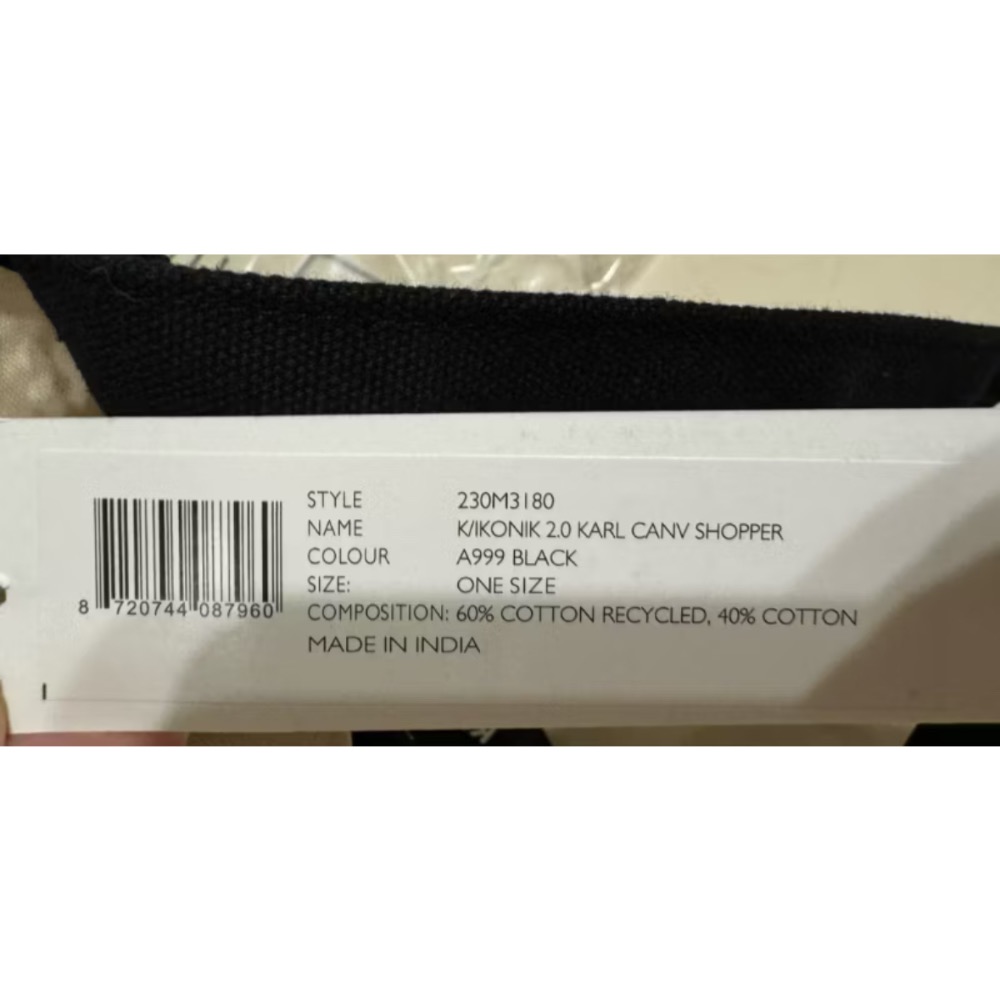 STYLE 230M3180
NAME K/IKONIK 2.0 KARL CANV SHOPPER
COLOUR A999 BLACK
SIZE: ONE SIZE
COMPOSITION: 60% COTTON RECYCLED, 40% COTTON
MADE IN INDIA
8 720744 087960